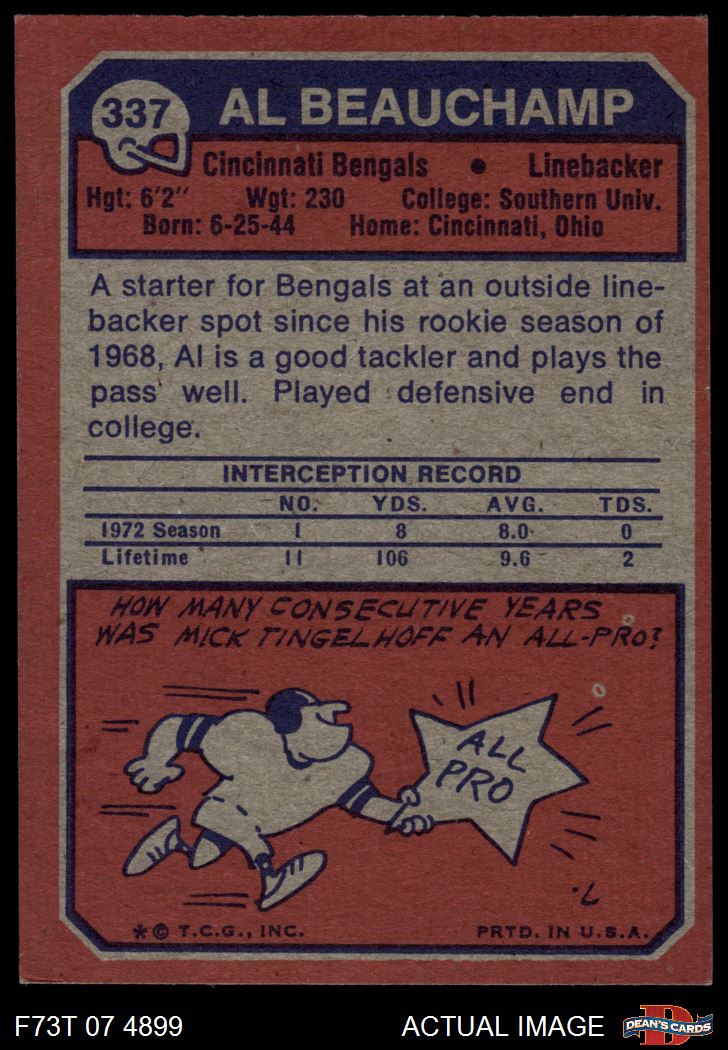 337 AL BEAUCHAMP
Cincinnati Bengals • Linebacker
Hgt: 6'2" Wgt: 230 College: Southern Univ.
Born: 6-25-44 Home: Cincinnati, Ohio
A starter for Bengals at an outside line-
backer spot since his rookie season of
1968, Al is a good tackler and plays the
pass well. Played defensive end in
college.
INTERCEPTION RECORD
NO. YDS. AVG. TDS.
1972 Season 1 8 8.0 0
Lifetime 11 106 9.6 2
HOW MANY CONSECUTIVE YEARS
WAS MICK TINGELHOFF AN ALL-PRO?
ALL
PRO
L.
* © T.C.G., INC. PRTD. IN U.S.A.
F73T 07 4899 ACTUAL IMAGE D DEAN'S CARDS